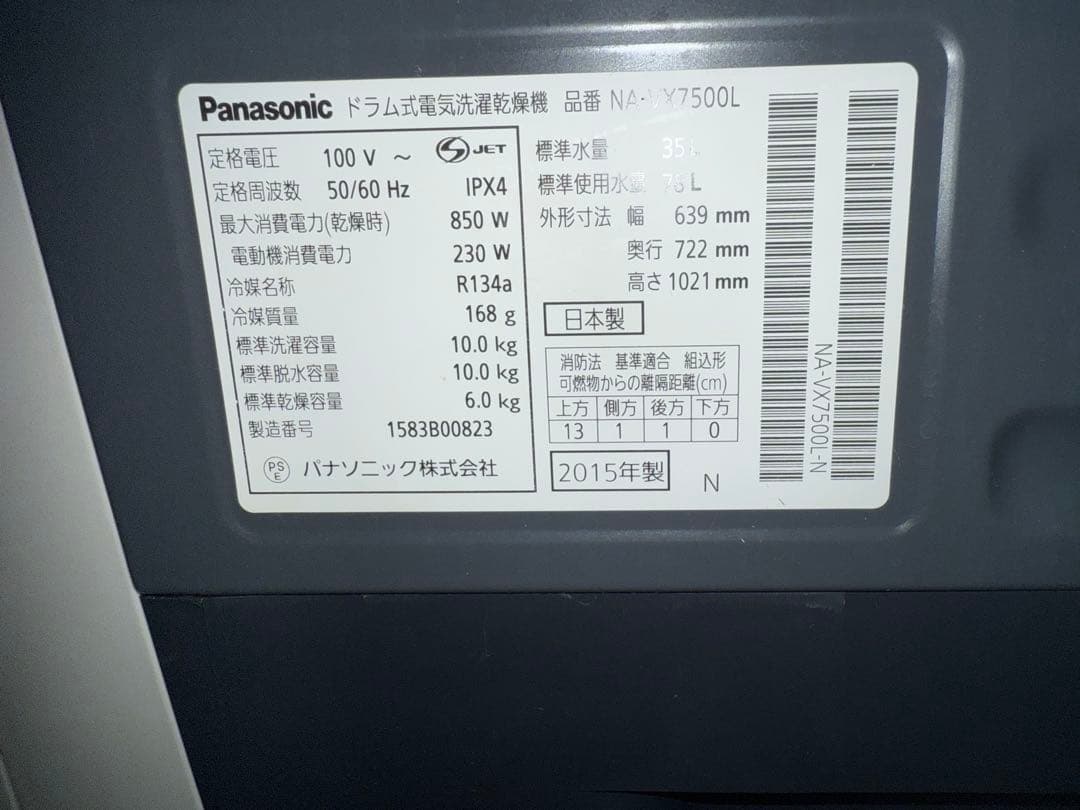 Panasonic ドラム式電気洗濯乾燥機 品番 NA-VX7500L
定格電圧 100 V ~ S JET
定格周波数 50/60 Hz IPX4
最大消費電力(乾燥時) 850 W
電動機消費電力 230 W
冷媒名称 R134a
冷媒質量 168 g
標準洗濯容量 10.0 kg
標準脱水容量 10.0 kg
標準乾燥容量 6.0 kg
製造番号 1583B00823
PS E パナソニック株式会社
標準水量 35 L
標準使用水量 78 L
外形寸法 幅 639 mm
奥行 722 mm
高さ 1021 mm
日本製
消防法 基準適合 組込形
可燃物からの離隔距離(cm)
上方 側方 後方 下方
13 1 1 0
2015年製 N
NA-VX7500L-N